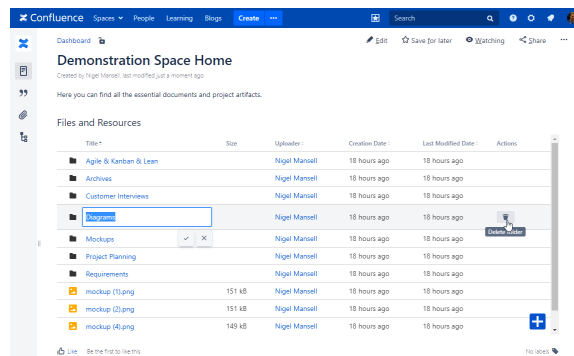 Confluence Spaces People Learning Blogs Create ••• Search
Dashboard Edit Save for later Watching Share •••
Demonstration Space Home
Created by Nigel Mansell, last modified just a moment ago
Here you can find all the essential documents and project artifacts.
Files and Resources
Title Size Uploader Creation Date Last Modified Date Actions
Agile & Kanban & Lean Nigel Mansell 18 hours ago 18 hours ago
Archives Nigel Mansell 18 hours ago 18 hours ago
Customer Interviews Nigel Mansell 18 hours ago 18 hours ago
Diagrams Nigel Mansell 18 hours ago 18 hours ago
Delete folder
Mockups Nigel Mansell 18 hours ago 18 hours ago
Project Planning Nigel Mansell 18 hours ago 18 hours ago
Requirements Nigel Mansell 18 hours ago 18 hours ago
mockup (1).png 151 kB Nigel Mansell 18 hours ago 18 hours ago
mockup (2).png 151 kB Nigel Mansell 18 hours ago 18 hours ago
mockup (4).png 149 kB Nigel Mansell 18 hours ago 18 hours ago
Like Be the first to like this No labels